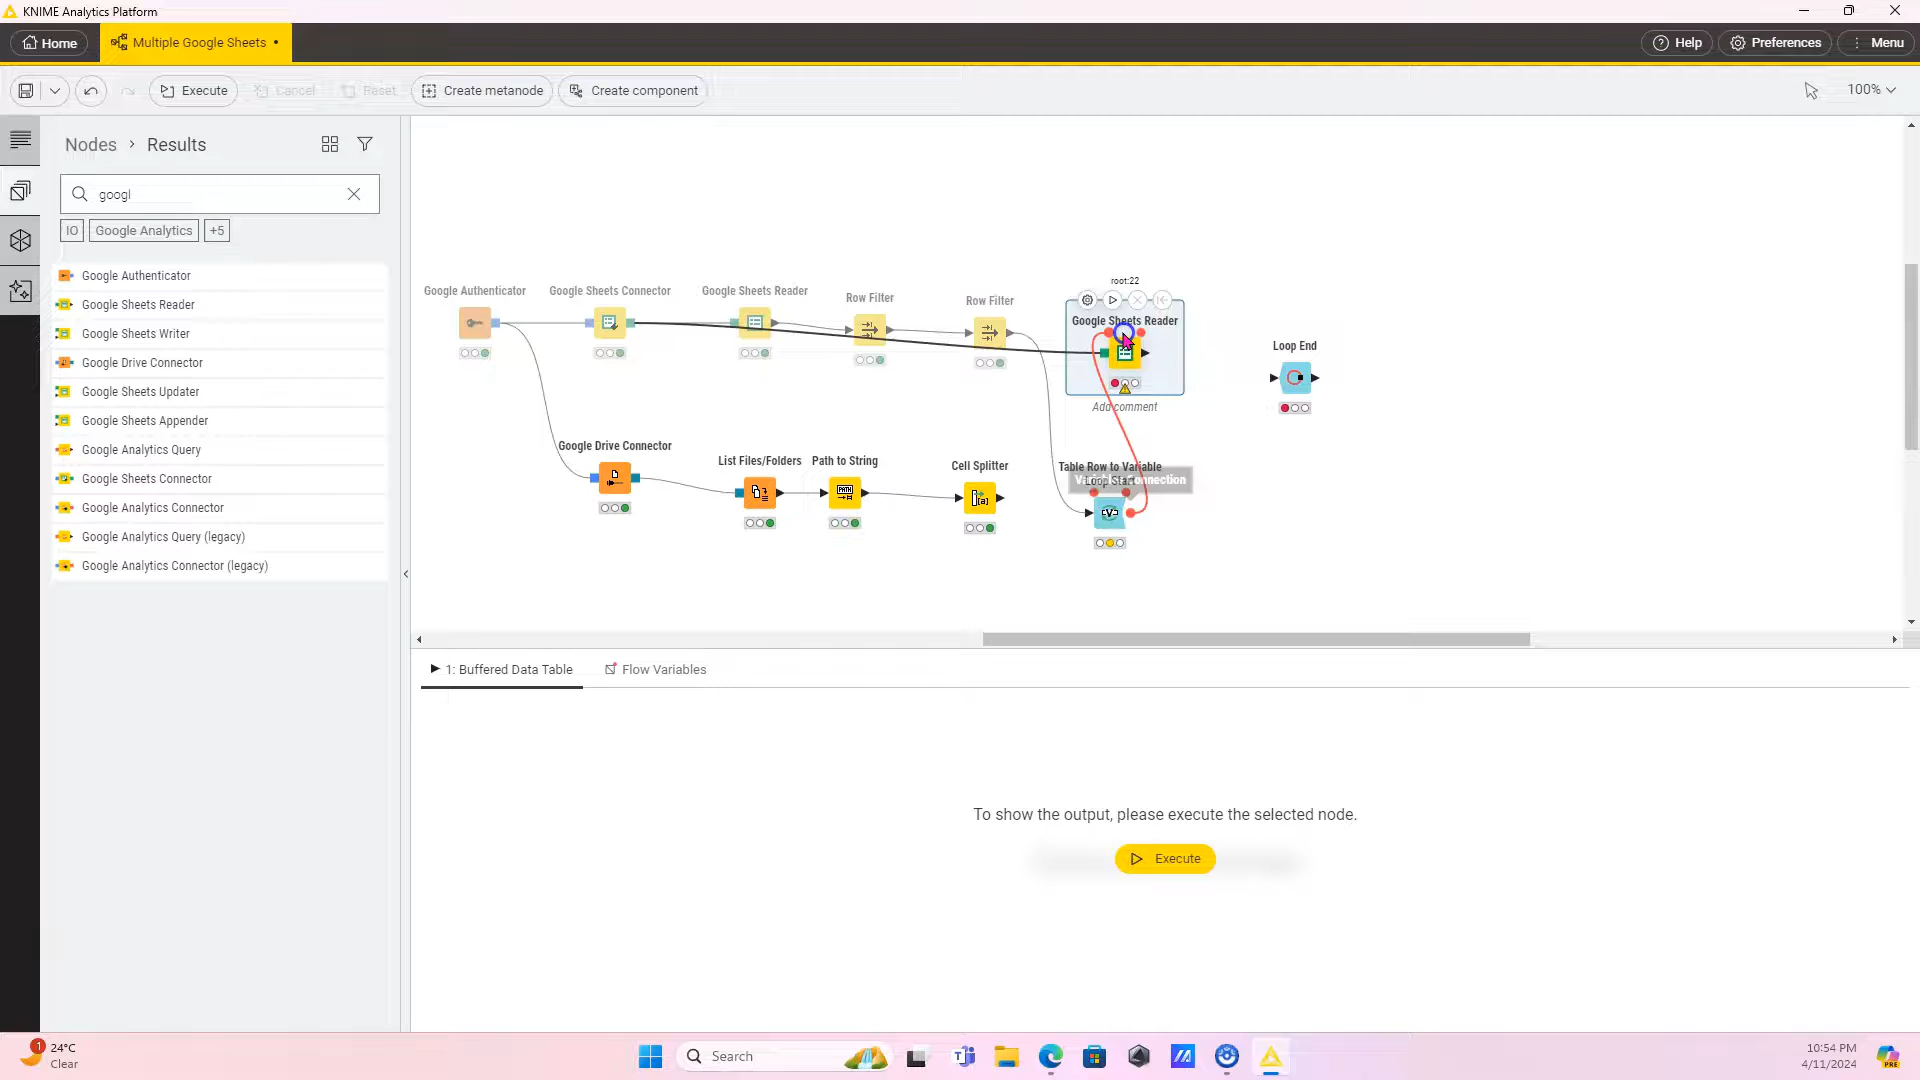 KNIME Analytics Platform
Home
Multiple Google Sheets •
Help
Preferences
Menu
Execute
Cancel
Reset
Create metanode
Create component
100%
Nodes › Results
googl
IO
Google Analytics
+5
Google Authenticator
Google Sheets Reader
Google Sheets Writer
Google Drive Connector
Google Sheets Updater
Google Sheets Appender
Google Analytics Query
Google Sheets Connector
Google Analytics Connector
Google Analytics Query (legacy)
Google Analytics Connector (legacy)
root:22
Google Authenticator
Google Sheets Connector
Google Sheets Reader
Row Filter
Row Filter
Google Sheets Reader
Add comment
Loop End
Google Drive Connector
List Files/Folders
Path to String
Cell Splitter
Table Row to Variable
Loop Start
Variable Connection
1: Buffered Data Table
Flow Variables
To show the output, please execute the selected node.
Execute
1
24°C
Clear
Search
10:54 PM
4/11/2024
PRE